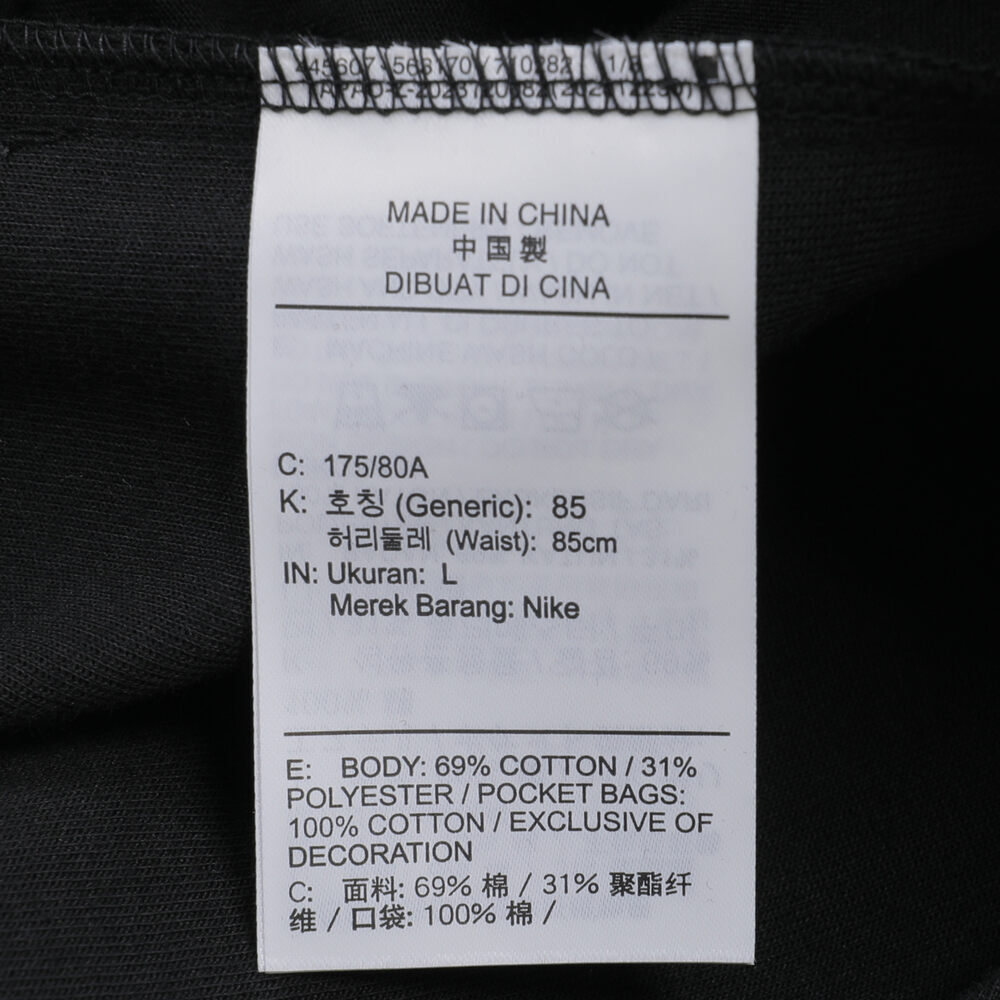 MADE IN CHINA
中国製
DIBUAT DI CINA
C: 175/80A
K: 호칭 (Generic): 85
허리둘레 (Waist): 85cm
IN: Ukuran: L
Merek Barang: Nike
E: BODY: 69% COTTON / 31%
POLYESTER / POCKET BAGS:
100% COTTON / EXCLUSIVE OF
DECORATION
C: 面料: 69% 棉 / 31% 聚酯纤
维 / 口袋: 100% 棉 /